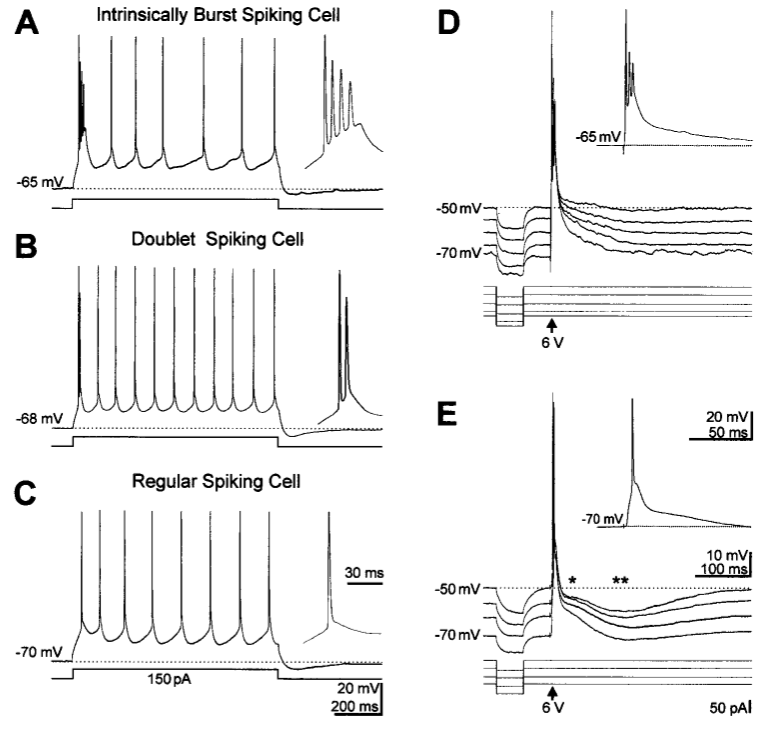 A
Intrinsically Burst Spiking Cell
-65 mV
B
Doublet Spiking Cell
-68 mV
C
Regular Spiking Cell
30 ms
-70 mV
150 pA
20 mV
200 ms
D
-65 mV
-50 mV
-70 mV
6 V
E
20 mV
50 ms
-70 mV
10 mV
100 ms
* **
-50 mV
-70 mV
6 V
50 pA